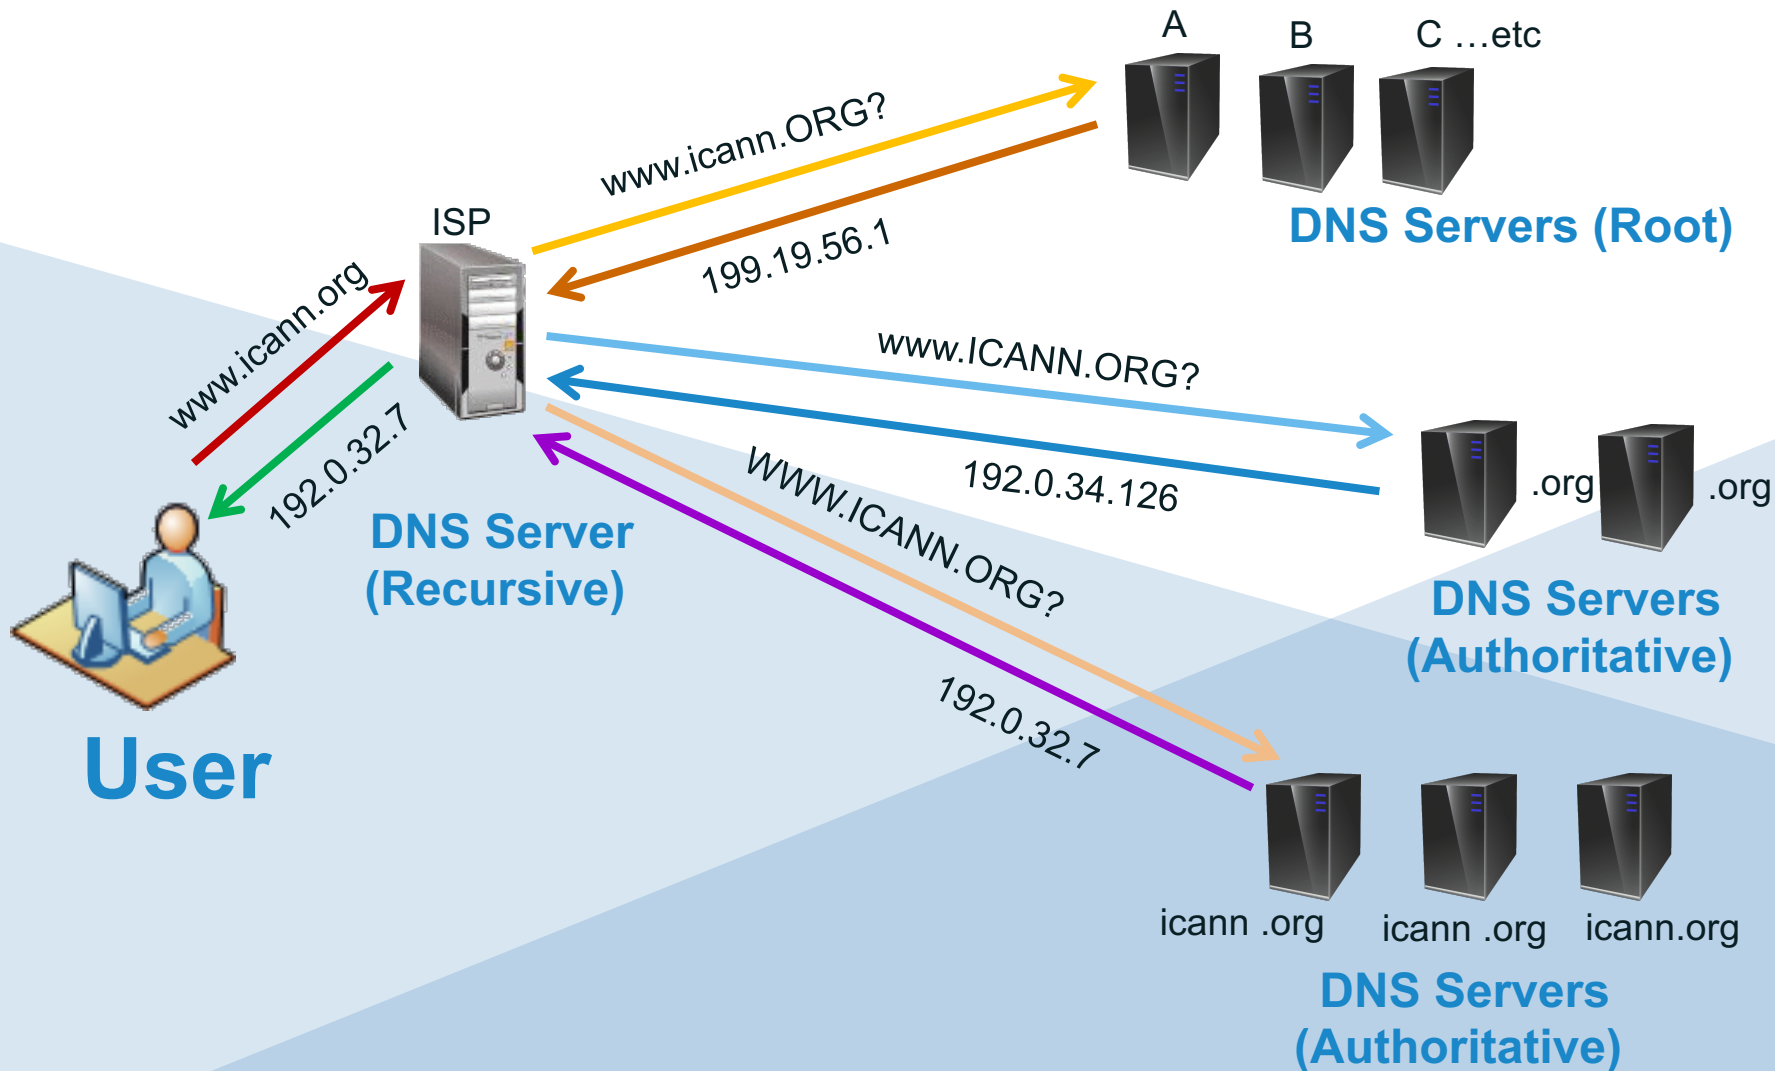 A
B
C ...etc
www.icann.ORG?
DNS Servers (Root)
ISP
199.19.56.1
www.icann.org
www.ICANN.ORG?
192.0.34.126
.org
.org
192.0.32.7
DNS Server
(Recursive)
WWW.ICANN.ORG?
DNS Servers
(Authoritative)
192.0.32.7
User
icann .org
icann .org
icann.org
DNS Servers
(Authoritative)